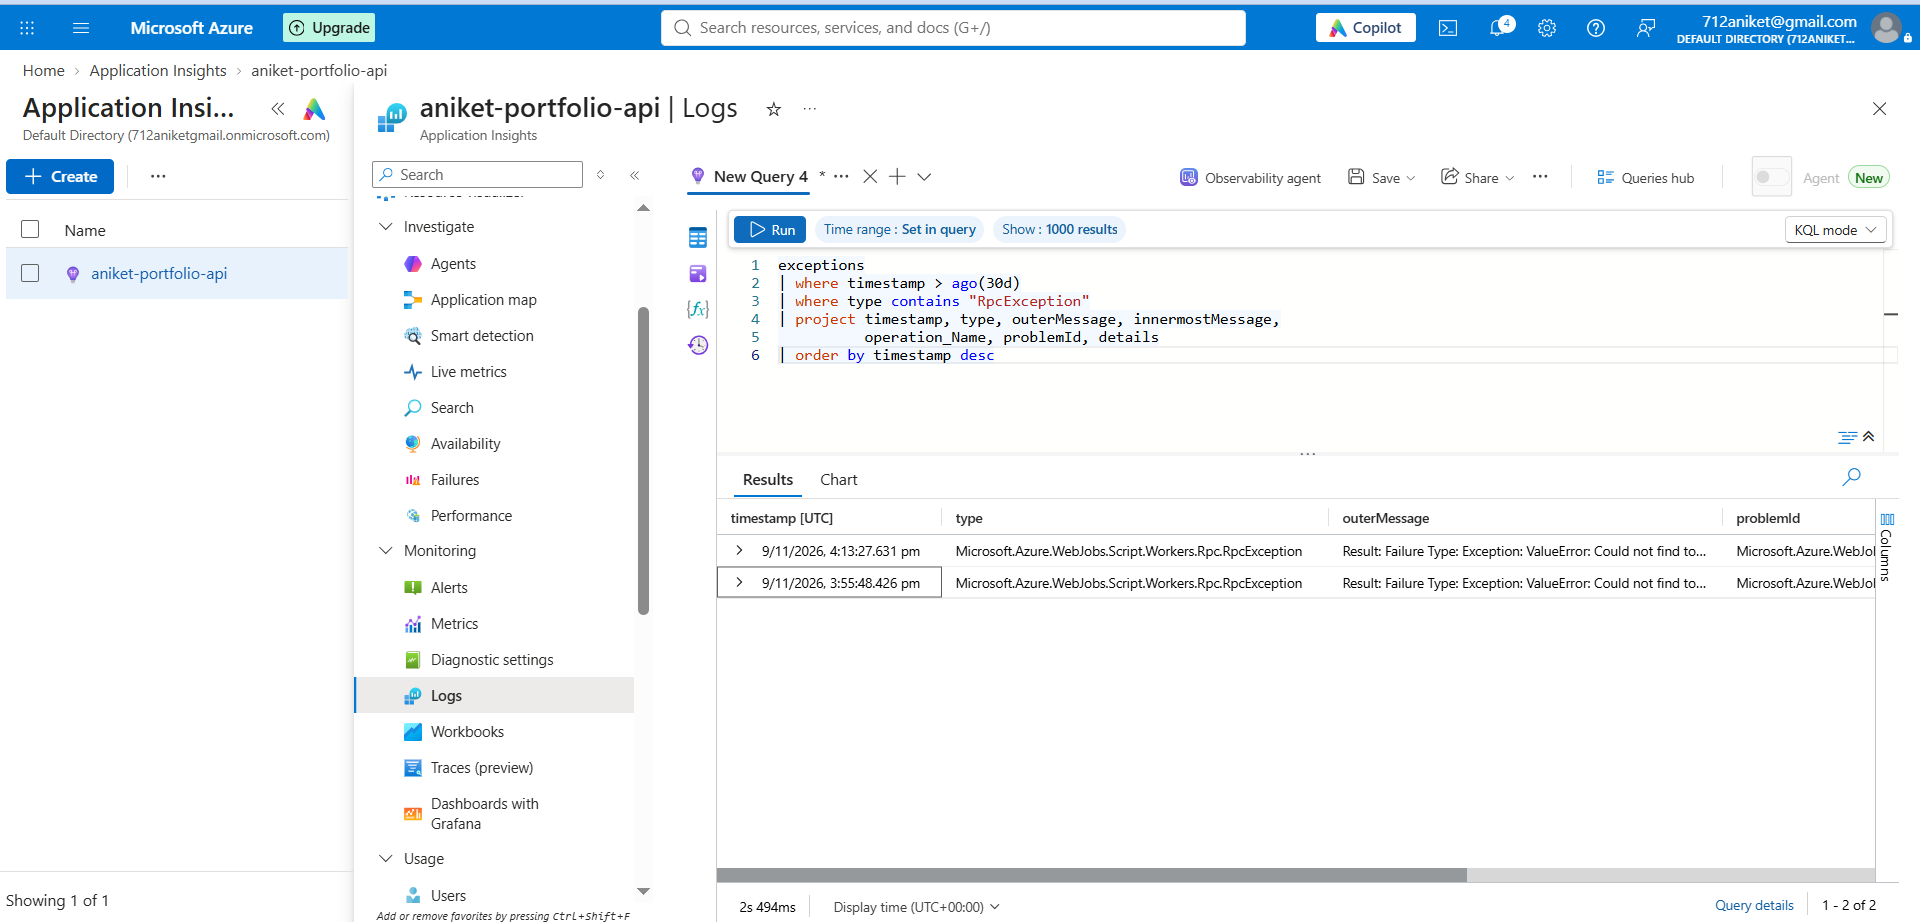 Microsoft Azure
Upgrade
Search resources, services, and docs (G+/)
Copilot
4
712aniket@gmail.com
DEFAULT DIRECTORY (712ANIKET...
Home > Application Insights > aniket-portfolio-api
Application Insi...
Default Directory (712aniketgmail.onmicrosoft.com)
Create
Name
aniket-portfolio-api
Showing 1 of 1
aniket-portfolio-api | Logs
Application Insights
Search
Investigate
Agents
Application map
Smart detection
Live metrics
Search
Availability
Failures
Performance
Monitoring
Alerts
Metrics
Diagnostic settings
Logs
Workbooks
Traces (preview)
Dashboards with
Grafana
Usage
Users
Add or remove favorites by pressing Ctrl+Shift+F
New Query 4 *
Observability agent
Save
Share
Queries hub
Agent
New
Run
Time range : Set in query
Show : 1000 results
KQL mode
1 exceptions
2 | where timestamp > ago(30d)
3 | where type contains "RpcException"
4 | project timestamp, type, outerMessage, innermostMessage,
5 operation_Name, problemId, details
6 | order by timestamp desc
Results
Chart
timestamp [UTC] type outerMessage problemId
9/11/2026, 4:13:27.631 pm Microsoft.Azure.WebJobs.Script.Workers.Rpc.RpcException Result: Failure Type: Exception: ValueError: Could not find to... Microsoft.Azure.WebJol
9/11/2026, 3:55:48.426 pm Microsoft.Azure.WebJobs.Script.Workers.Rpc.RpcException Result: Failure Type: Exception: ValueError: Could not find to... Microsoft.Azure.WebJol
Columns
2s 494ms
Display time (UTC+00:00)
Query details
1 - 2 of 2